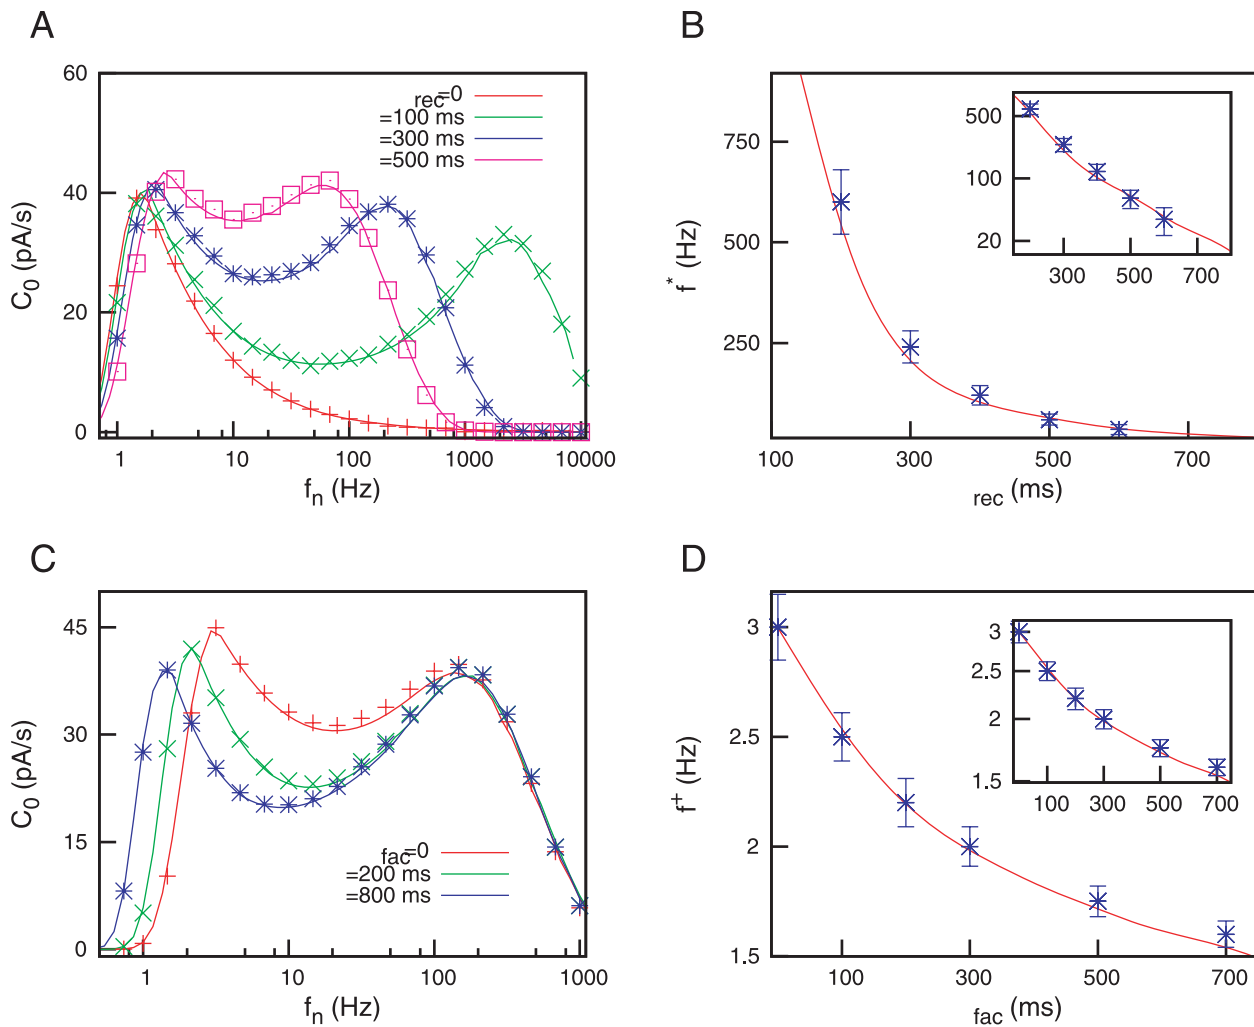 A
60
40
20
0
C0 (pA/s)
rec=0
=100 ms
=300 ms
=500 ms
1 10 100 1000 10000
fn (Hz)
B
750
500
250
f* (Hz)
100 300 500 700
rec (ms)
500
100
20
300 500 700
C
45
30
15
0
C0 (pA/s)
fac=0
=200 ms
=800 ms
1 10 100 1000
fn (Hz)
D
3
2.5
2
1.5
f+ (Hz)
100 300 500 700
fac (ms)
3
2.5
2
1.5
100 300 500 700